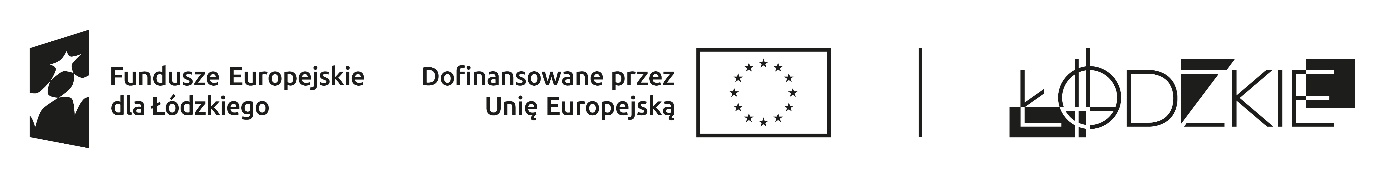 Fundusze Europejskie
dla Łódzkiego
Dofinansowane przez
Unię Europejską
ŁÓDZKIE